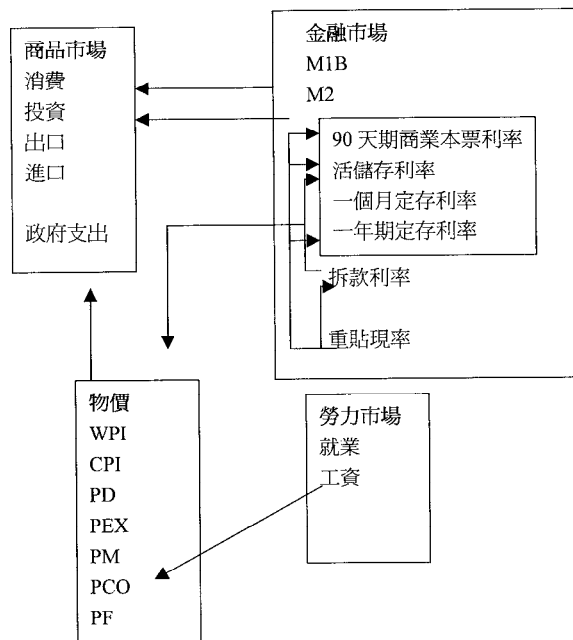 商品市場
消費
投資
出口
進口
政府支出
金融市場
M1B
M2
90 天期商業本票利率
活儲存利率
一個月定存利率
一年期定存利率
拆款利率
重貼現率
物價
WPI
CPI
PD
PEX
PM
PCO
PF
勞力市場
就業
工資